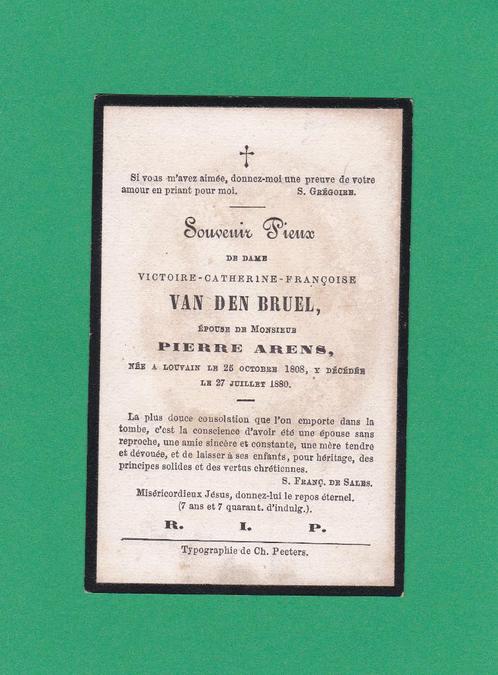 Si vous m'avez aimée, donnez-moi une preuve de votre
amour en priant pour moi. S. Grégoire.
Souvenir Pieux
DE DAME
VICTOIRE-CATHERINE-FRANÇOISE
VAN DEN BRUEL,
ÉPOUSE DE MONSIEUR
PIERRE ARENS,
NÉE A LOUVAIN LE 25 OCTOBRE 1808, Y DÉCÉDÉE
LE 27 JUILLET 1880.
La plus douce consolation que l'on emporte dans la
tombe, c'est la conscience d'avoir été une épouse sans
reproche, une amie sincère et constante, une mère tendre
et dévouée, et de laisser à ses enfants, pour héritage, des
principes solides et des vertus chrétiennes.
S. Franç. de Sales.
Miséricordieux Jésus, donnez-lui le repos éternel.
(7 ans et 7 quarant. d'indulg.).
R. I. P.
Typographie de Ch. Peeters.